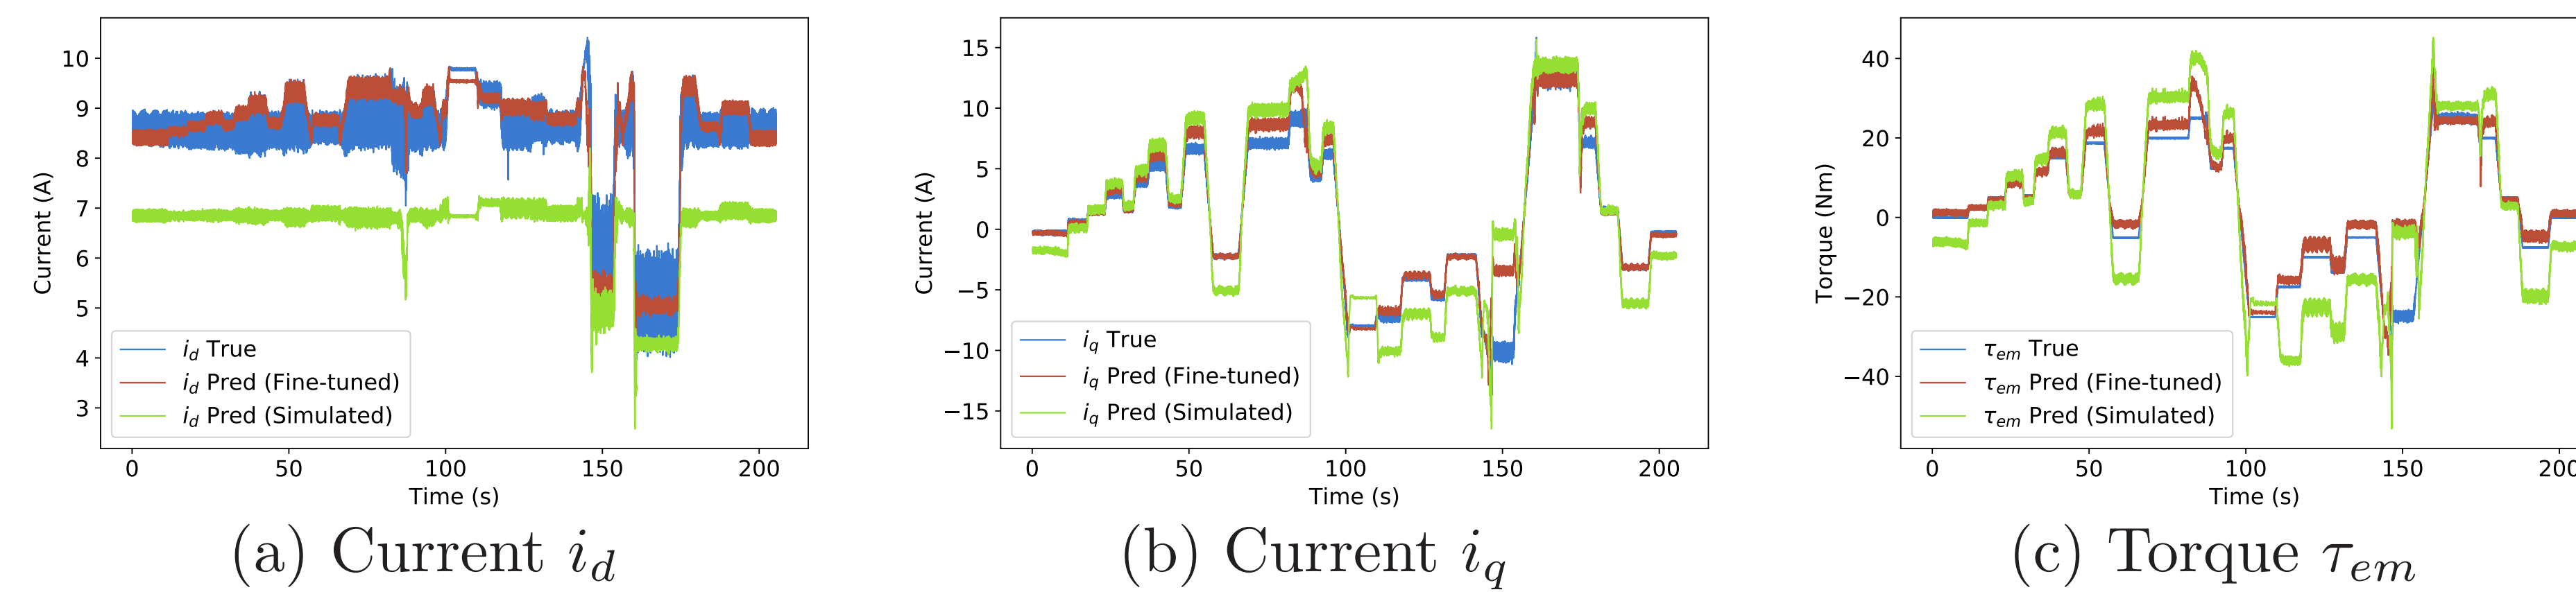 10
9
8
7
6
5
4
3
Current (A)
i_d True
i_d Pred (Fine-tuned)
i_d Pred (Simulated)
0 50 100 150 200
Time (s)
(a) Current i_d
15
10
5
0
−5
−10
−15
Current (A)
i_q True
i_q Pred (Fine-tuned)
i_q Pred (Simulated)
0 50 100 150 200
Time (s)
(b) Current i_q
40
20
0
−20
−40
Torque (Nm)
τ_em True
τ_em Pred (Fine-tuned)
τ_em Pred (Simulated)
0 50 100 150 200
Time (s)
(c) Torque τ_em